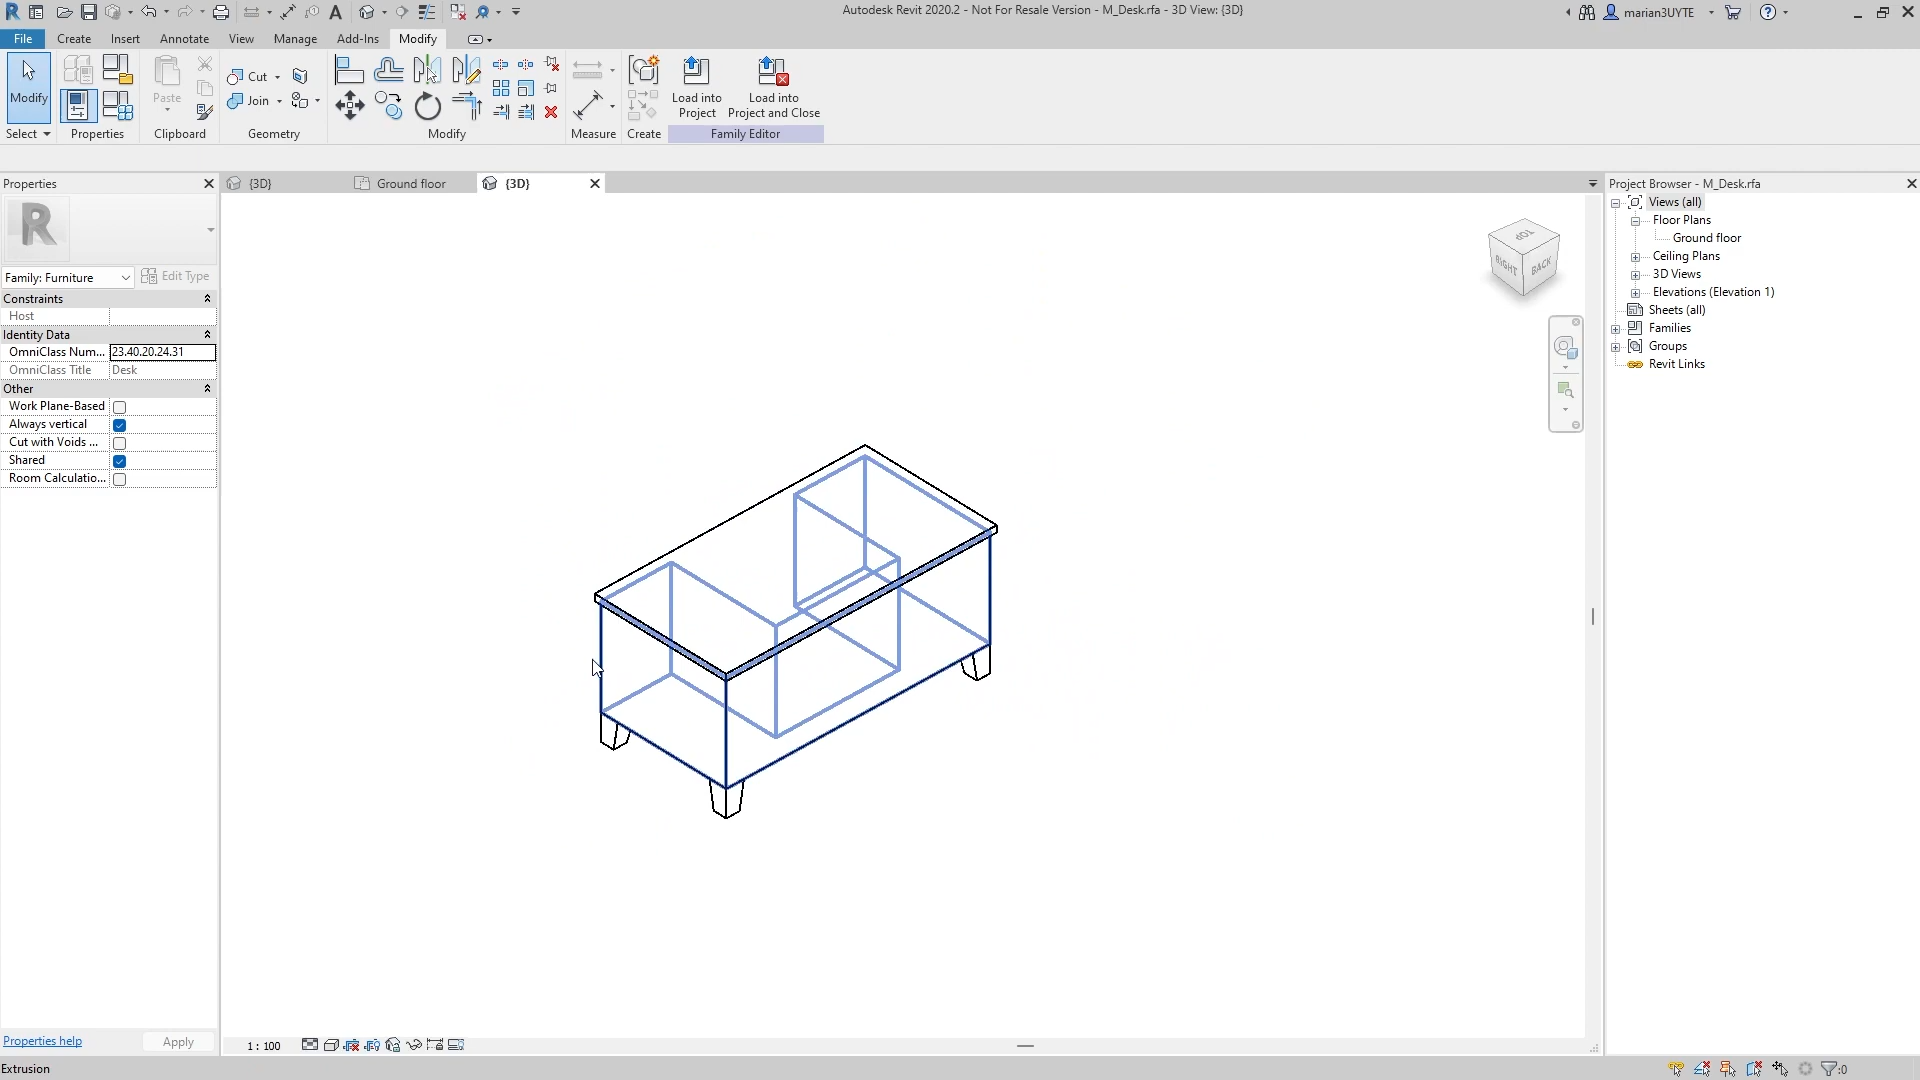 Autodesk Revit 2020.2 - Not For Resale Version - M_Desk.rfa - 3D View: {3D}
marian3UYTE
File Create Insert Annotate View Manage Add-Ins Modify
Modify
Paste
Cut
Join
Load into Project
Load into Project and Close
Select Properties Clipboard Geometry Modify Measure Create Family Editor
Properties
{3D}
Ground floor
{3D}
Project Browser - M_Desk.rfa
Family: Furniture
Edit Type
Constraints
Host
Identity Data
OmniClass Num... 23.40.20.24.31
OmniClass Title Desk
Other
Work Plane-Based
Always vertical
Cut with Voids ...
Shared
Room Calculatio...
Properties help
Apply
TOP
RIGHT
BACK
Views (all)
Floor Plans
Ground floor
Ceiling Plans
3D Views
Elevations (Elevation 1)
Sheets (all)
Families
Groups
Revit Links
1 : 100
Extrusion
:0